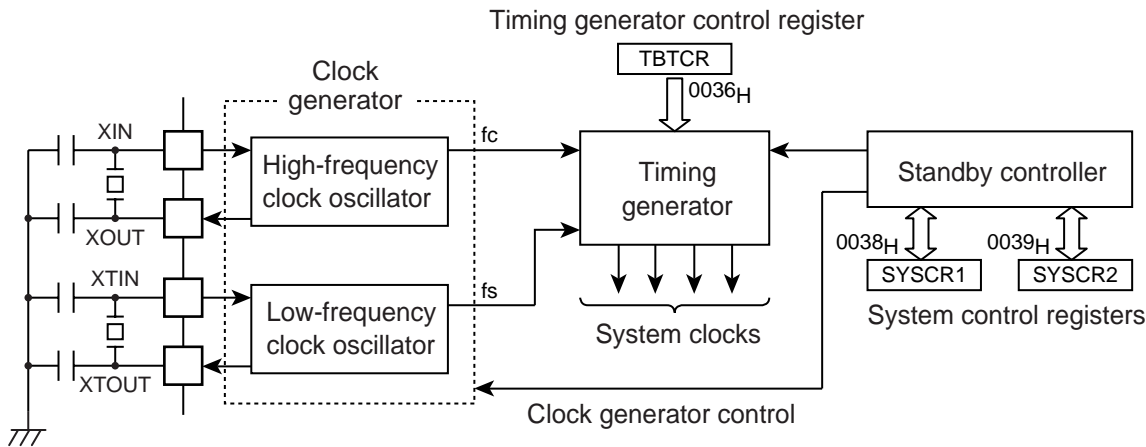 Timing generator control register
TBTCR
0036H
Clock
generator
XIN
High-frequency
clock oscillator
fc
XOUT
Timing
generator
Standby controller
0038H
0039H
SYSCR1
SYSCR2
System control registers
XTIN
Low-frequency
clock oscillator
fs
XTOUT
System clocks
Clock generator control